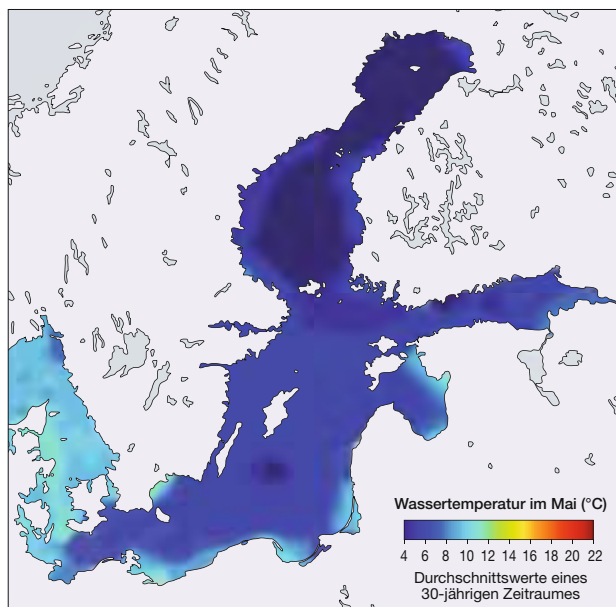 Wassertemperatur im Mai (°C)
4 6 8 10 12 14 16 18 20 22
Durchschnittswerte eines
30-jährigen Zeitraumes